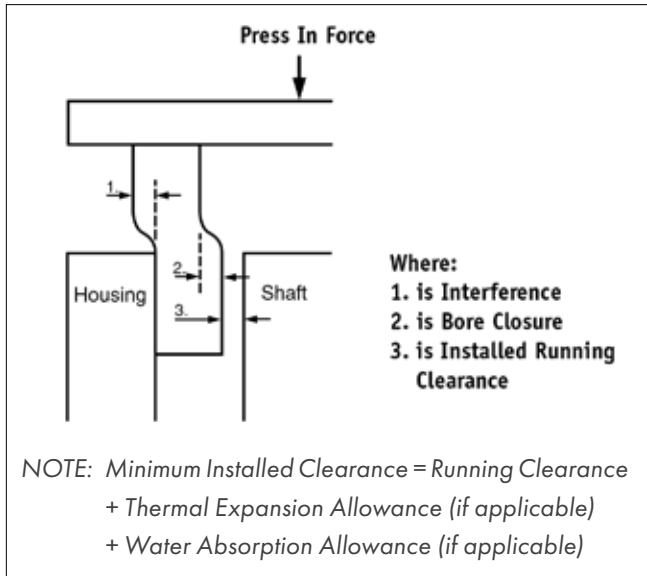 Press In Force
1.
2.
Housing
Shaft
3.
Where:
1. is Interference
2. is Bore Closure
3. is Installed Running
Clearance
NOTE: Minimum Installed Clearance = Running Clearance
+ Thermal Expansion Allowance (if applicable)
+ Water Absorption Allowance (if applicable)